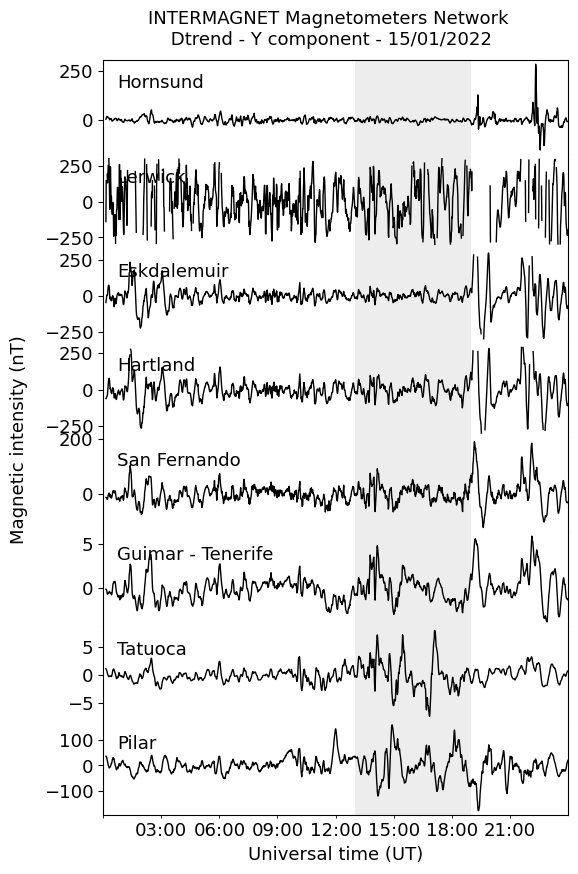 INTERMAGNET Magnetometers Network
Dtrend - Y component - 15/01/2022
Magnetic intensity (nT)
250
Hornsund
0
250
Lerwick
0
−250
250
Eskdalemuir
0
−250
250
Hartland
0
−250
200
San Fernando
0
5
Guimar - Tenerife
0
5
Tatuoca
0
−5
100
Pilar
0
−100
03:00 06:00 09:00 12:00 15:00 18:00 21:00
Universal time (UT)